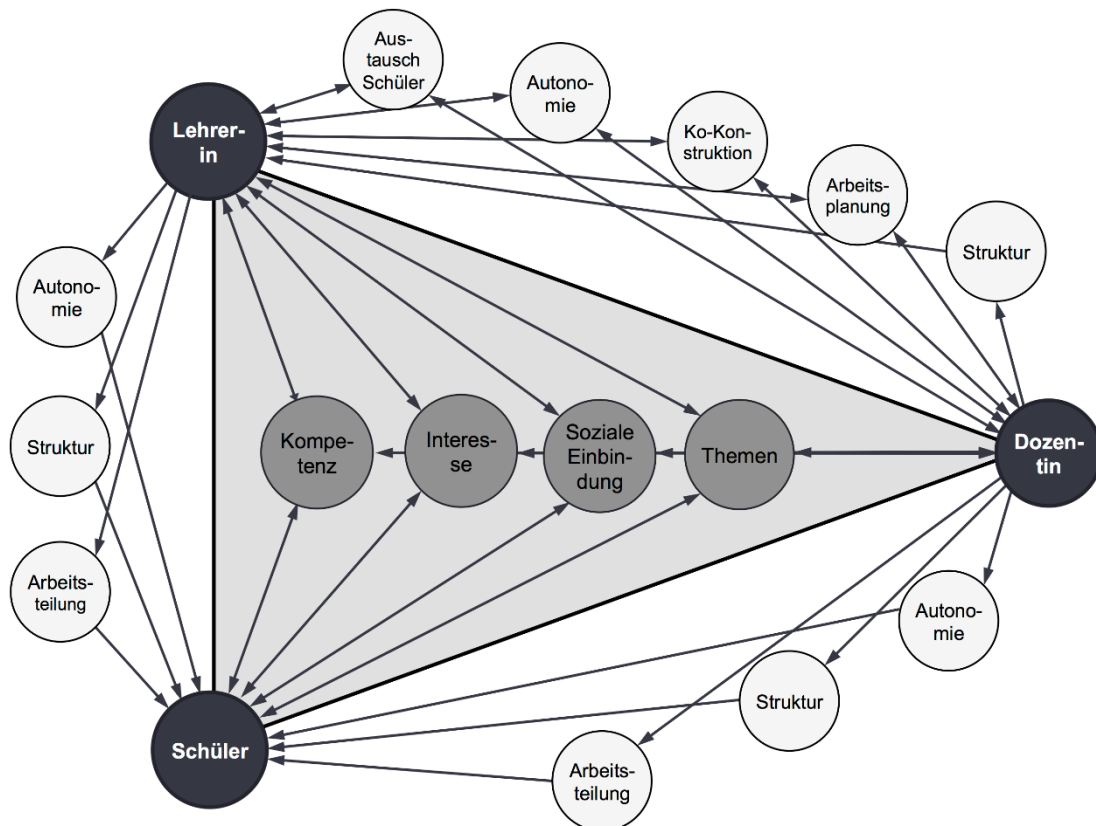 Aus-
tausch
Schüler
Autono-
mie
Lehrer-
in
Ko-Kon-
struktion
Arbeits-
planung
Struktur
Autono-
mie
Struktur
Kompe-
tenz
Interes-
se
Soziale
Einbin-
dung
Themen
Dozen-
tin
Arbeits-
teilung
Autono-
mie
Struktur
Schüler
Arbeits-
teilung